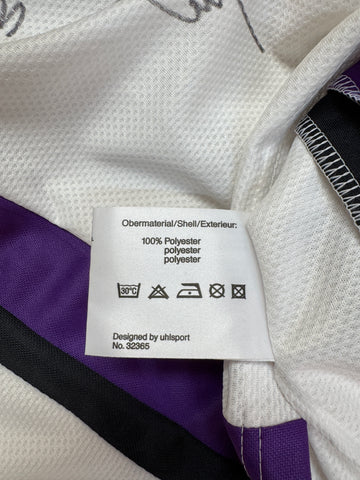 Obermaterial/Shell/Exterieur:
100% Polyester
polyester
polyester
30°C
Designed by uhlsport
No. 32365